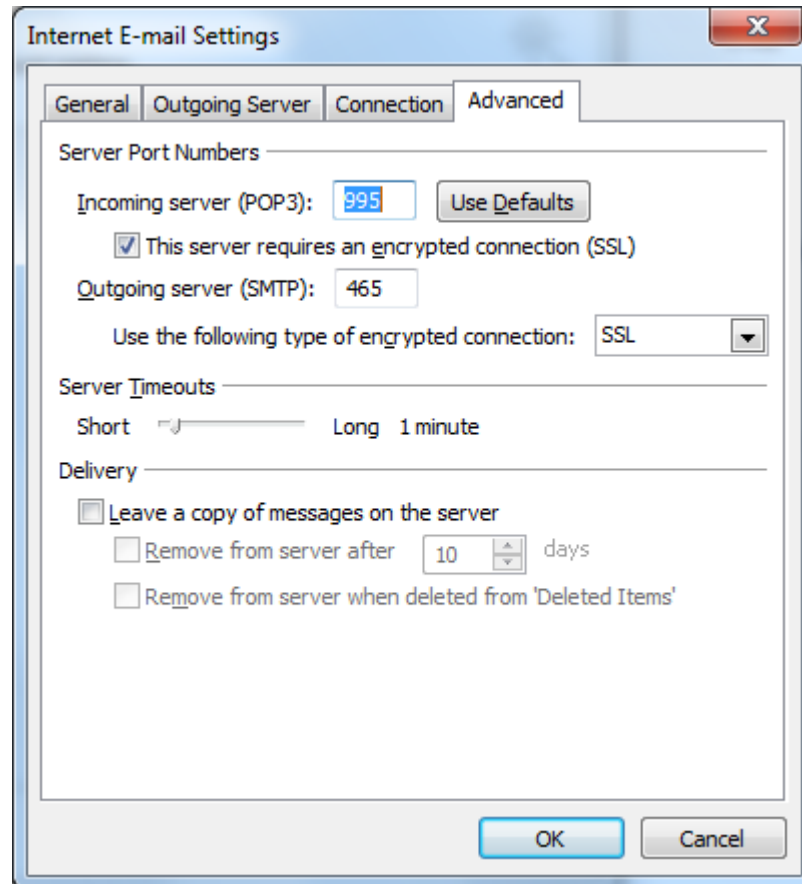 Internet E-mail Settings
General Outgoing Server Connection Advanced
Server Port Numbers
Incoming server (POP3): 995 Use Defaults
This server requires an encrypted connection (SSL)
Outgoing server (SMTP): 465
Use the following type of encrypted connection: SSL
Server Timeouts
Short Long 1 minute
Delivery
Leave a copy of messages on the server
Remove from server after 10 days
Remove from server when deleted from 'Deleted Items'
OK Cancel